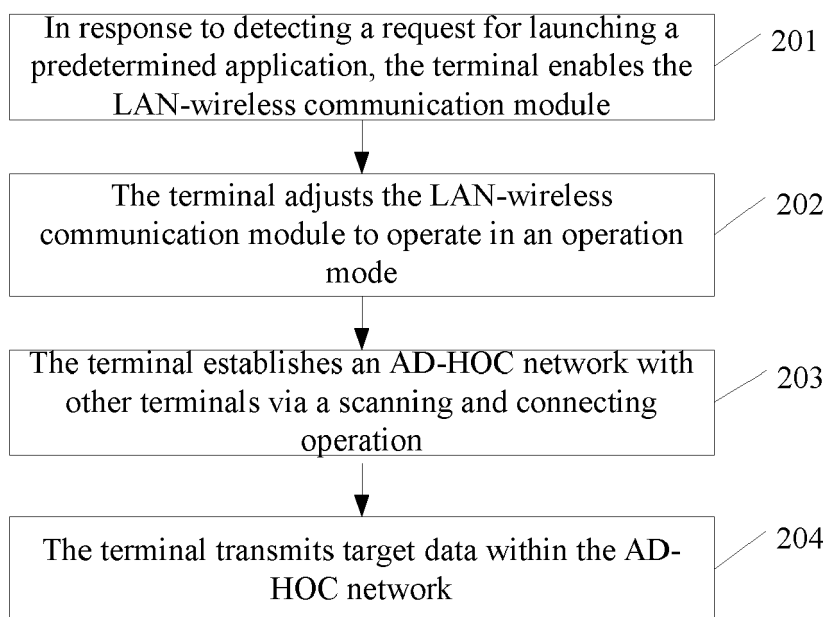 In response to detecting a request for launching a
predetermined application, the terminal enables the
LAN-wireless communication module
201
The terminal adjusts the LAN-wireless
communication module to operate in an operation
mode
202
The terminal establishes an AD-HOC network with
other terminals via a scanning and connecting
operation
203
The terminal transmits target data within the AD-
HOC network
204